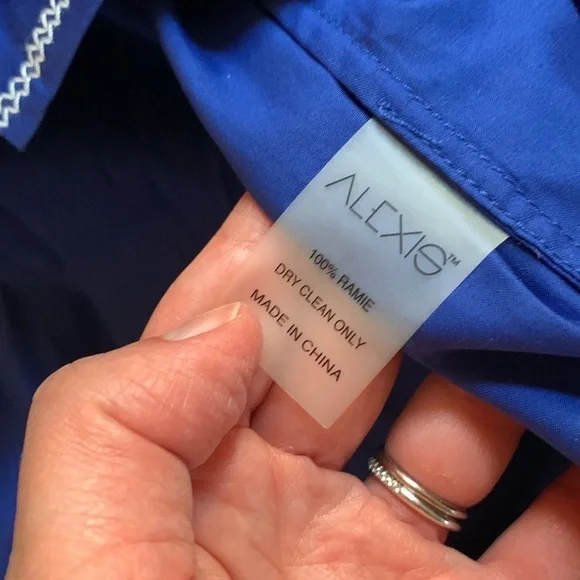 ALEXIS™
100% RAMIE
DRY CLEAN ONLY
MADE IN CHINA